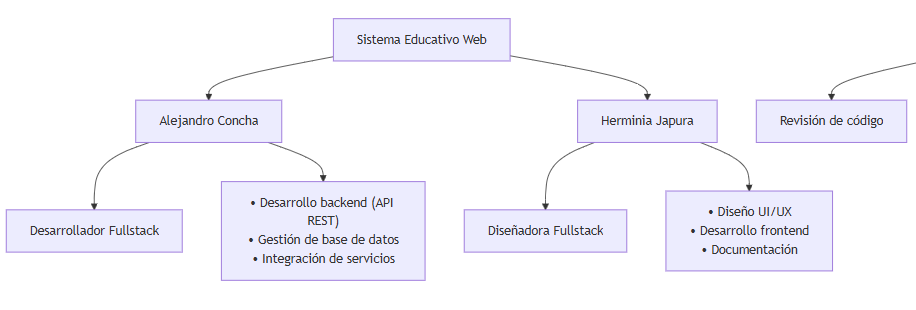 Sistema Educativo Web
Alejandro Concha
Herminia Japura
Revisión de código
Desarrollador Fullstack
• Desarrollo backend (API
REST)
• Gestión de base de datos
• Integración de servicios
Diseñadora Fullstack
• Diseño UI/UX
• Desarrollo frontend
• Documentación